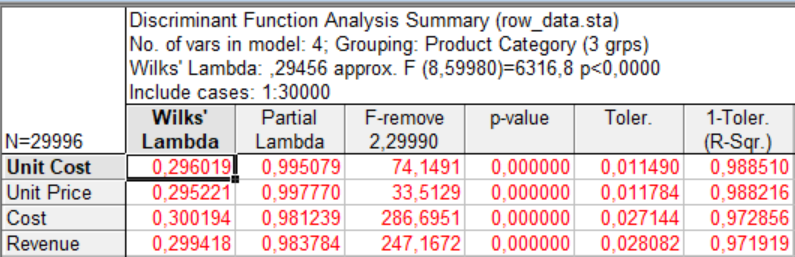 Discriminant Function Analysis Summary (row_data.sta)
No. of vars in model: 4; Grouping: Product Category (3 grps)
Wilks' Lambda: ,29456 approx. F (8,59980)=6316,8 p<0,0000
Include cases: 1:30000
N=29996 Wilks' Lambda Partial Lambda F-remove 2,29990 p-value Toler. 1-Toler. (R-Sqr.)
Unit Cost 0,296019 0,995079 74,1491 0,000000 0,011490 0,988510
Unit Price 0,295221 0,997770 33,5129 0,000000 0,011784 0,988216
Cost 0,300194 0,981239 286,6951 0,000000 0,027144 0,972856
Revenue 0,299418 0,983784 247,1672 0,000000 0,028082 0,971919